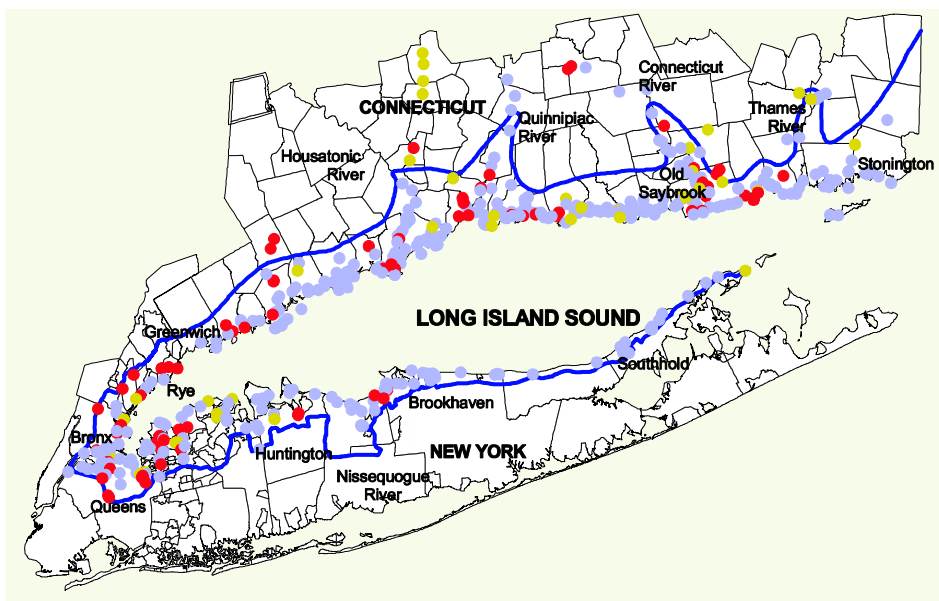 Connecticut
River
CONNECTICUT
Quinnipiac
River
Thames
River
Housatonic
River
Stonington
Old
Saybrook
Greenwich
LONG ISLAND SOUND
Southhold
Rye
Brookhaven
Bronx
Huntington
NEW YORK
Nissequogue
River
Queens